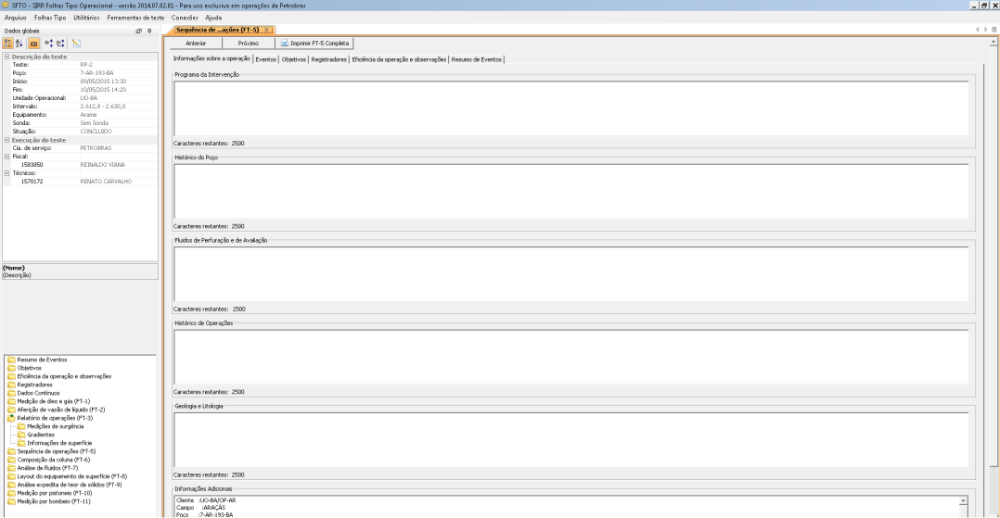 SFTO - SIRR Folhas Tipo Operacional - versão 2014.07.02.01 - Para uso exclusivo em operações da Petrobras
Arquivo Folhas Tipo Utilitários Ferramentas de teste Conexões Ajuda
Dados globais
Descrição do teste
Teste: RP-2
Poço: 7-AR-193-BA
Início: 09/05/2015 13:30
Fim: 10/05/2015 14:20
Unidade Operacional: UO-BA
Intervalo: 2.612,8 - 2.630,0
Equipamento: Arame
Sonda: Sem Sonda
Situação: CONCLUIDO
Execução do teste
Cia. de serviço: PETROBRAS
Fiscal:
1583850 REINALDO VIANA
Técnicos:
1570172 RENATO CARVALHO
(Nome)
(Descrição)
Resumo de Eventos
Objetivos
Eficiência da operação e observações
Registradores
Dados Contínuos
Medição de óleo e gás (FT-1)
Aferição de vazão de líquido (FT-2)
Relatório de operações (FT-3)
Medições de surgência
Gradientes
Informações de superfície
Sequência de operações (FT-5)
Composição da coluna (FT-6)
Análise de fluidos (FT-7)
Layout do equipamento de superfície (FT-8)
Análise expedita de teor de sólidos (FT-9)
Medição por pistoneio (FT-10)
Medição por bombeio (FT-11)
Sequência de ...ações (FT-5)
Anterior Próximo Imprimir FT-5 Completa
Informações sobre a operação Eventos Objetivos Registradores Eficiência da operação e observações Resumo de Eventos
Programa da Intervenção
Caracteres restantes: 2500
Histórico do Poço
Caracteres restantes: 2500
Fluidos de Perfuração e de Avaliação
Caracteres restantes: 2500
Histórico de Operações
Caracteres restantes: 2500
Geologia e Litologia
Caracteres restantes: 2500
Informações Adicionais
Cliente :UO-BA/OP-AR
Campo :ARAÇÁS
Poço :7-AR-193-BA